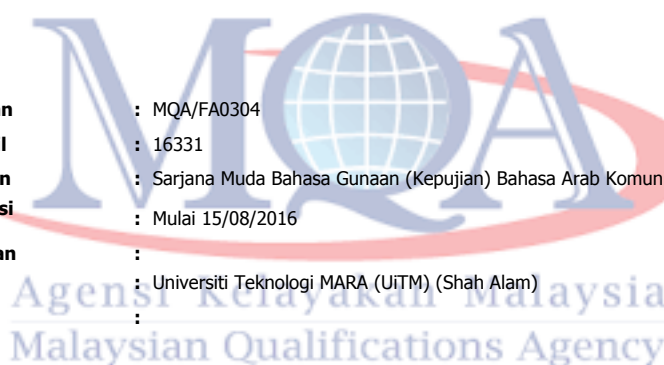 MQA
an : MQA/FA0304
l : 16331
n : Sarjana Muda Bahasa Gunaan (Kepujian) Bahasa Arab Komun
si : Mulai 15/08/2016
an :
: Universiti Teknologi MARA (UiTM) (Shah Alam)
:
Agensi Kelayakan Malaysia
Malaysian Qualifications Agency